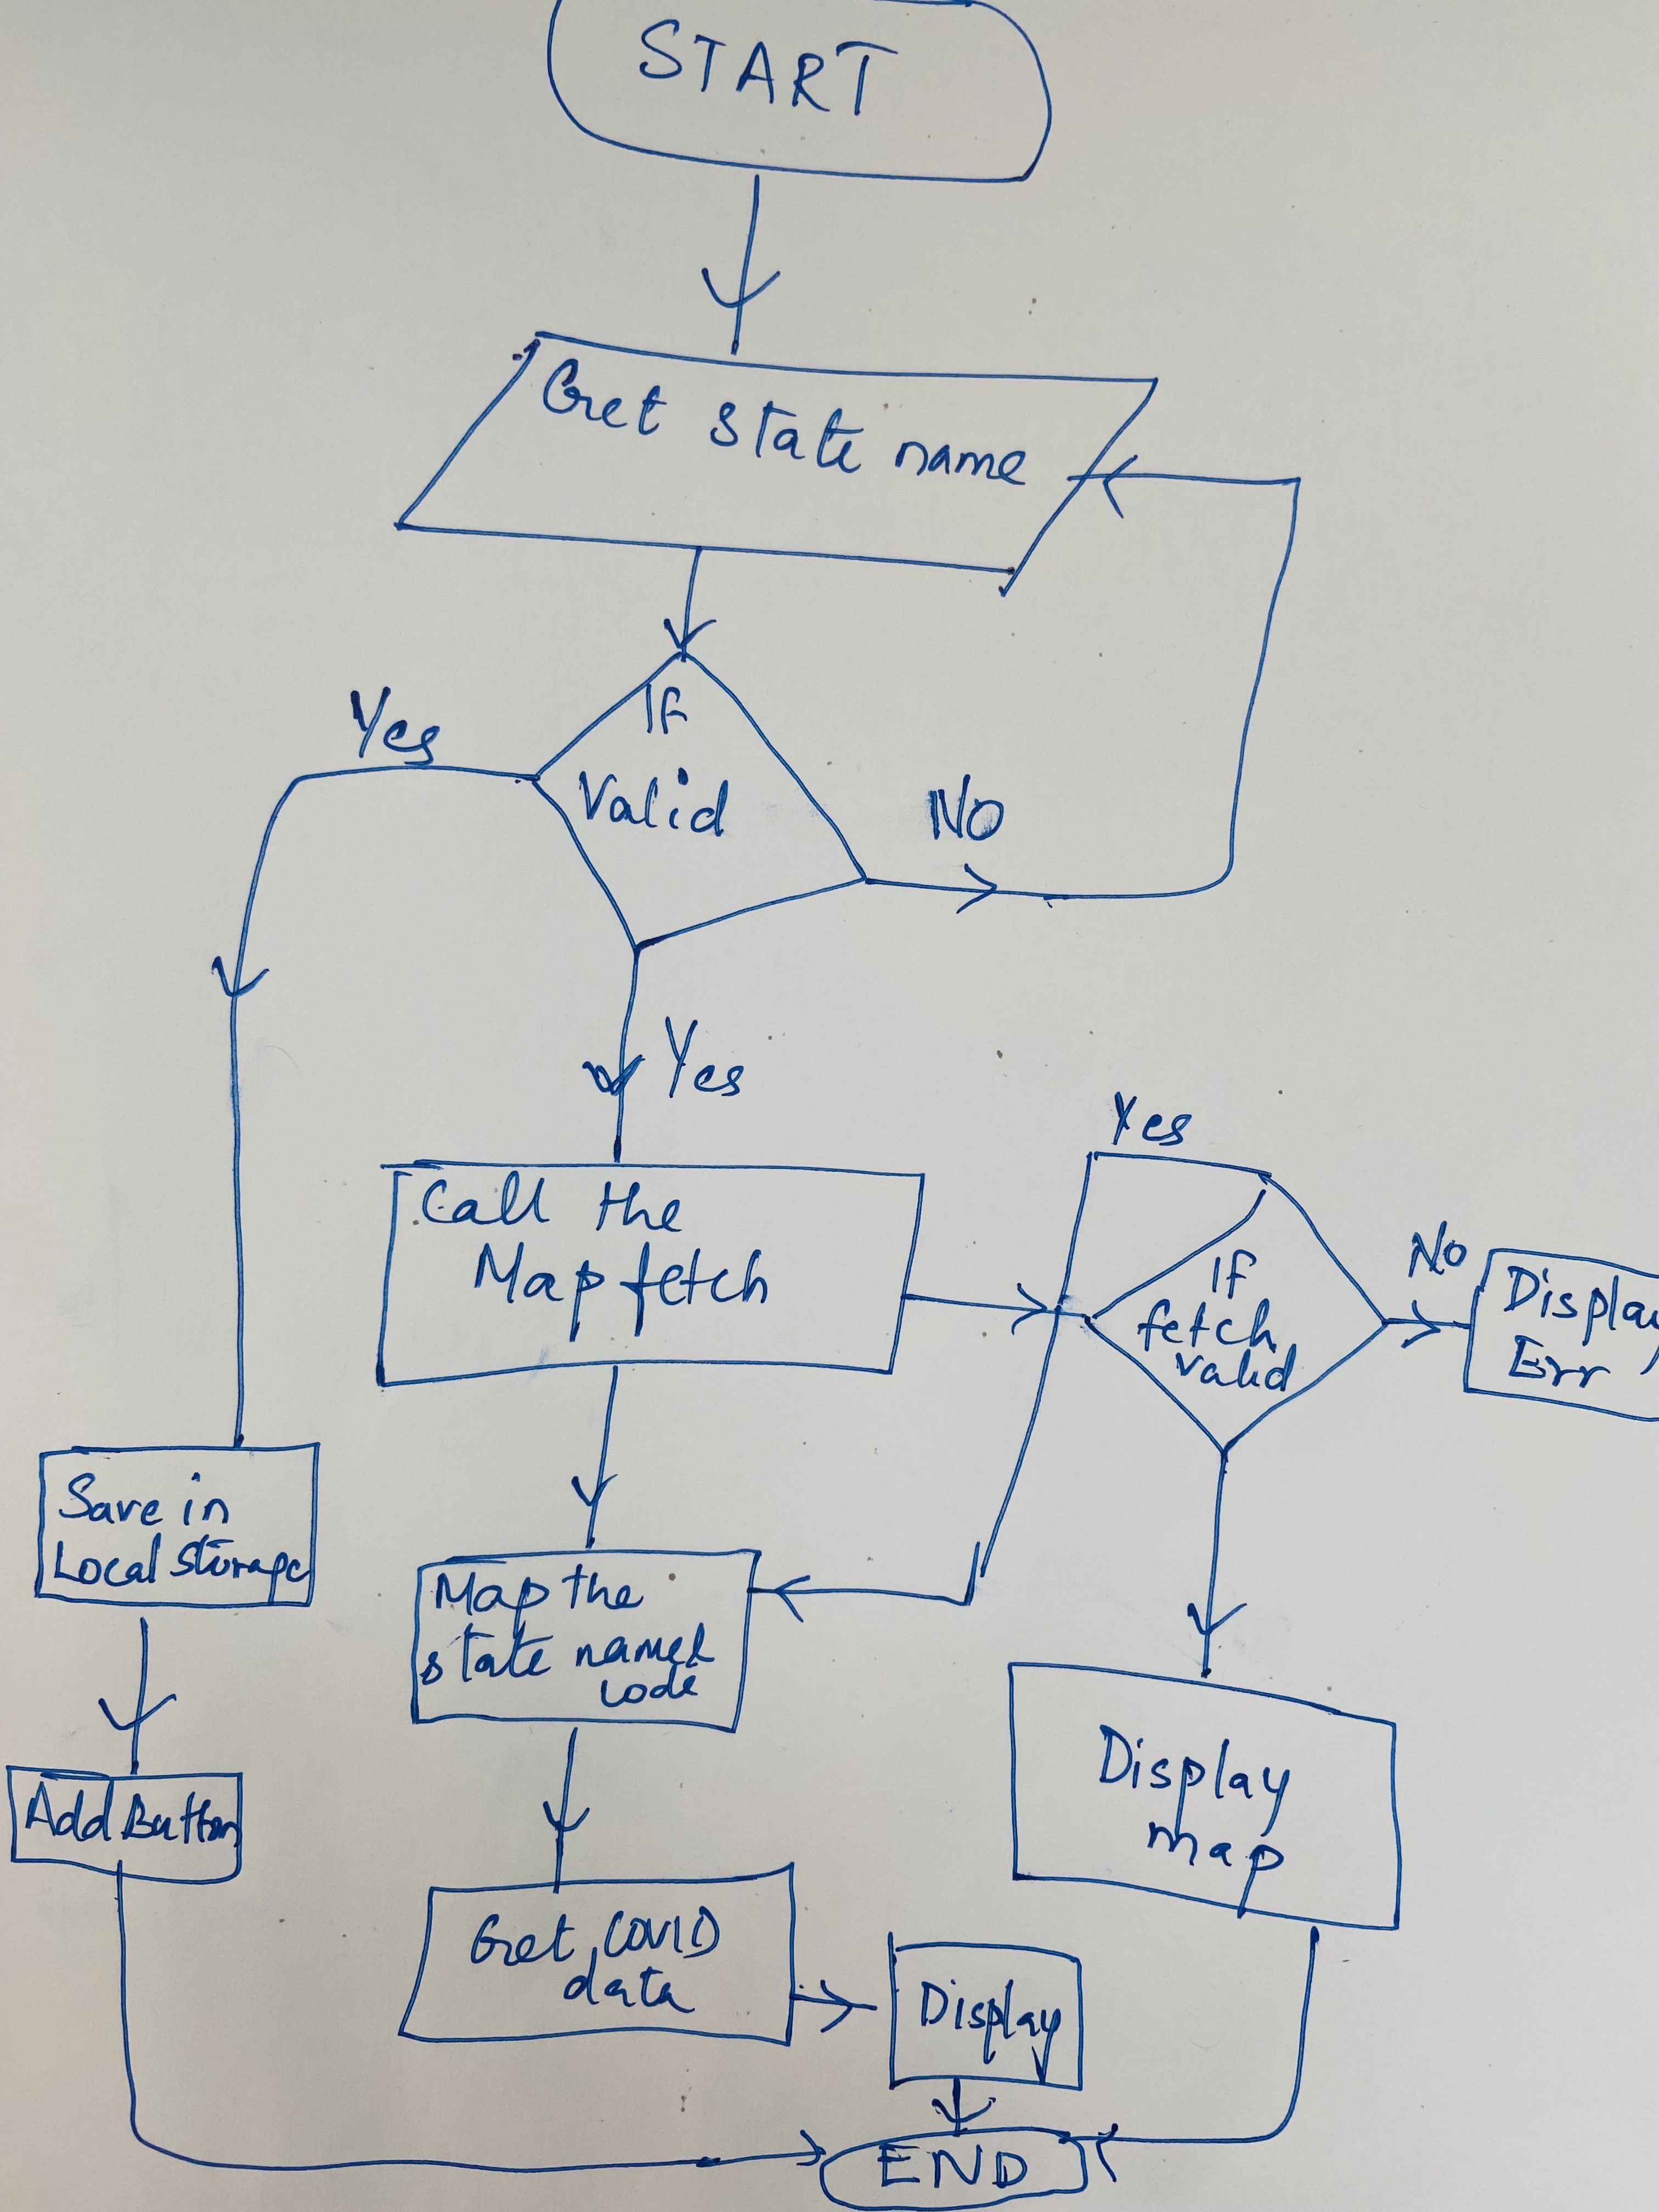 START
Get state name
If
Valid
Yes
NO
Yes
Call the
Map fetch
Yes
If
fetch
valid
No
Display
Err
Save in
Local Storage
Map the
state name &
code
Add Button
Display
map
Get COVID
data
Display
END